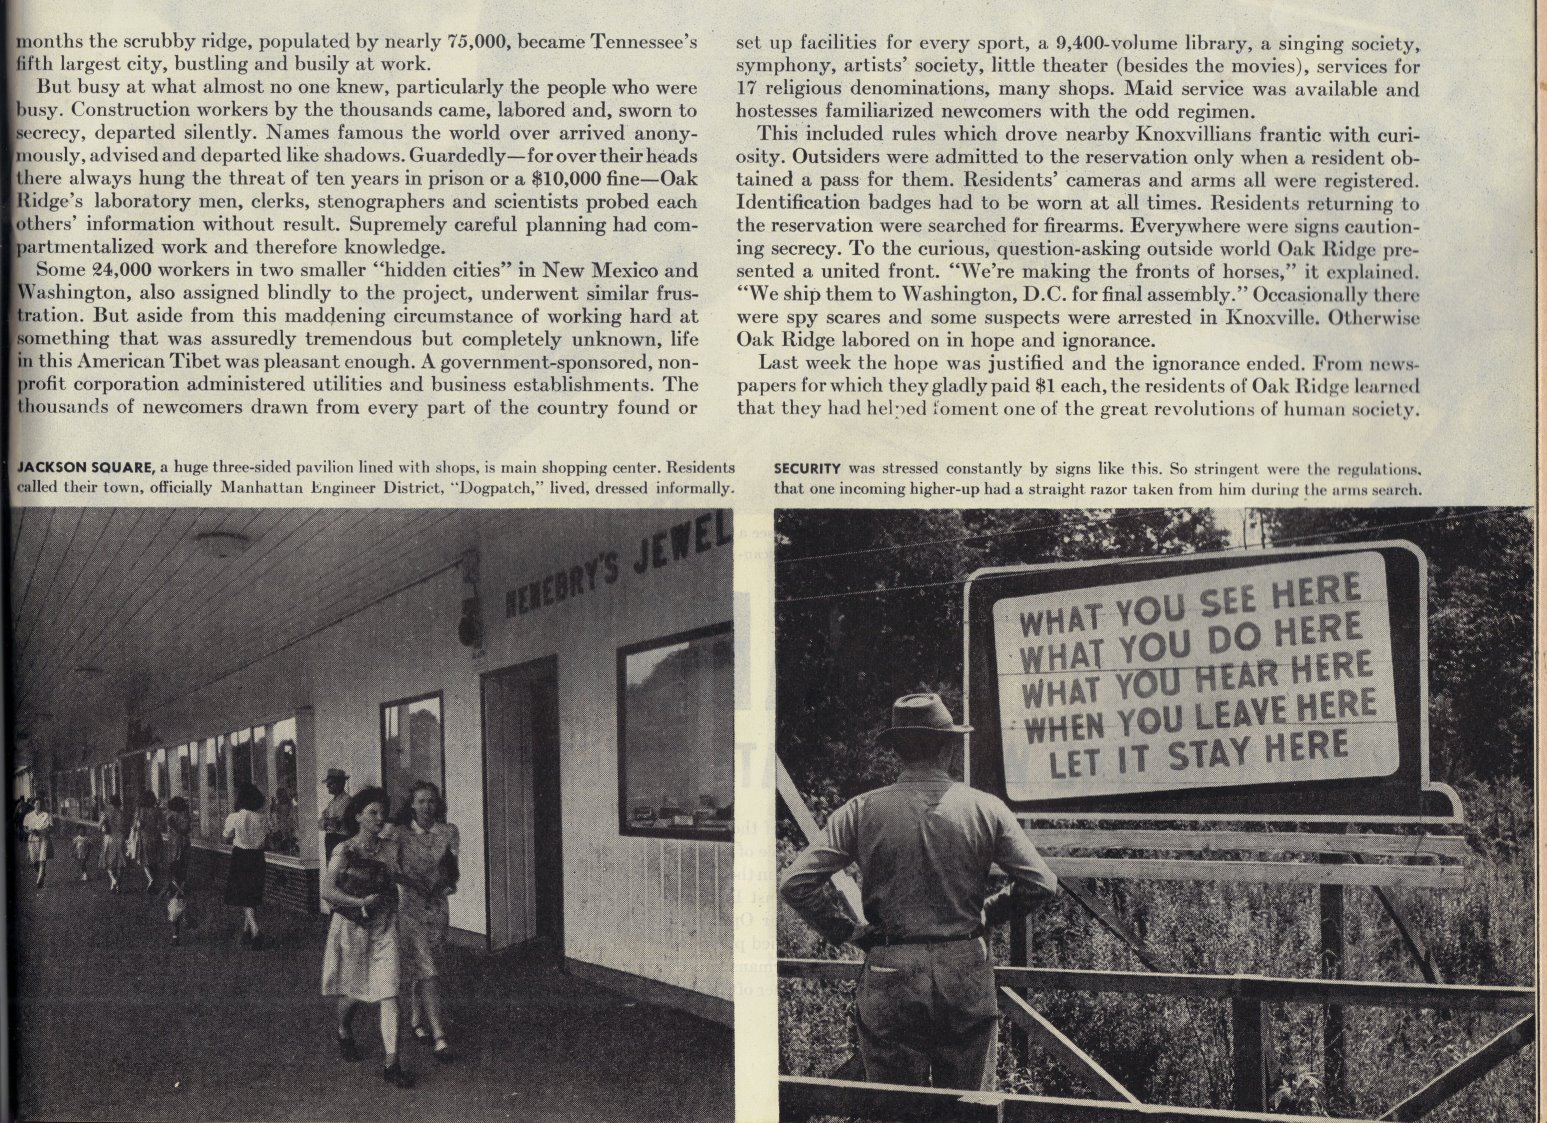 months the scrubby ridge, populated by nearly 75,000, became Tennessee's
fifth largest city, bustling and busily at work.
But busy at what almost no one knew, particularly the people who were
busy. Construction workers by the thousands came, labored and, sworn to
secrecy, departed silently. Names famous the world over arrived anony-
mously, advised and departed like shadows. Guardedly—for over their heads
there always hung the threat of ten years in prison or a $10,000 fine—Oak
Ridge's laboratory men, clerks, stenographers and scientists probed each
others' information without result. Supremely careful planning had com-
partmentalized work and therefore knowledge.
Some 24,000 workers in two smaller "hidden cities" in New Mexico and
Washington, also assigned blindly to the project, underwent similar frus-
tration. But aside from this maddening circumstance of working hard at
something that was assuredly tremendous but completely unknown, life
in this American Tibet was pleasant enough. A government-sponsored, non-
profit corporation administered utilities and business establishments. The
thousands of newcomers drawn from every part of the country found or
set up facilities for every sport, a 9,400-volume library, a singing society,
symphony, artists' society, little theater (besides the movies), services for
17 religious denominations, many shops. Maid service was available and
hostesses familiarized newcomers with the odd regimen.
This included rules which drove nearby Knoxvillians frantic with curi-
osity. Outsiders were admitted to the reservation only when a resident ob-
tained a pass for them. Residents' cameras and arms all were registered.
Identification badges had to be worn at all times. Residents returning to
the reservation were searched for firearms. Everywhere were signs caution-
ing secrecy. To the curious, question-asking outside world Oak Ridge pre-
sented a united front. "We're making the fronts of horses," it explained.
"We ship them to Washington, D.C. for final assembly." Occasionally there
were spy scares and some suspects were arrested in Knoxville. Otherwise
Oak Ridge labored on in hope and ignorance.
Last week the hope was justified and the ignorance ended. From news-
papers for which they gladly paid $1 each, the residents of Oak Ridge learned
that they had helped foment one of the great revolutions of human society.
JACKSON SQUARE, a huge three-sided pavilion lined with shops, is main shopping center. Residents
called their town, officially Manhattan Engineer District, "Dogpatch," lived, dressed informally.
SECURITY was stressed constantly by signs like this. So stringent were the regulations,
that one incoming higher-up had a straight razor taken from him during the arms search.
HENEBRY'S JEWEL
WHAT YOU SEE HERE
WHAT YOU DO HERE
WHAT YOU HEAR HERE
WHEN YOU LEAVE HERE
LET IT STAY HERE